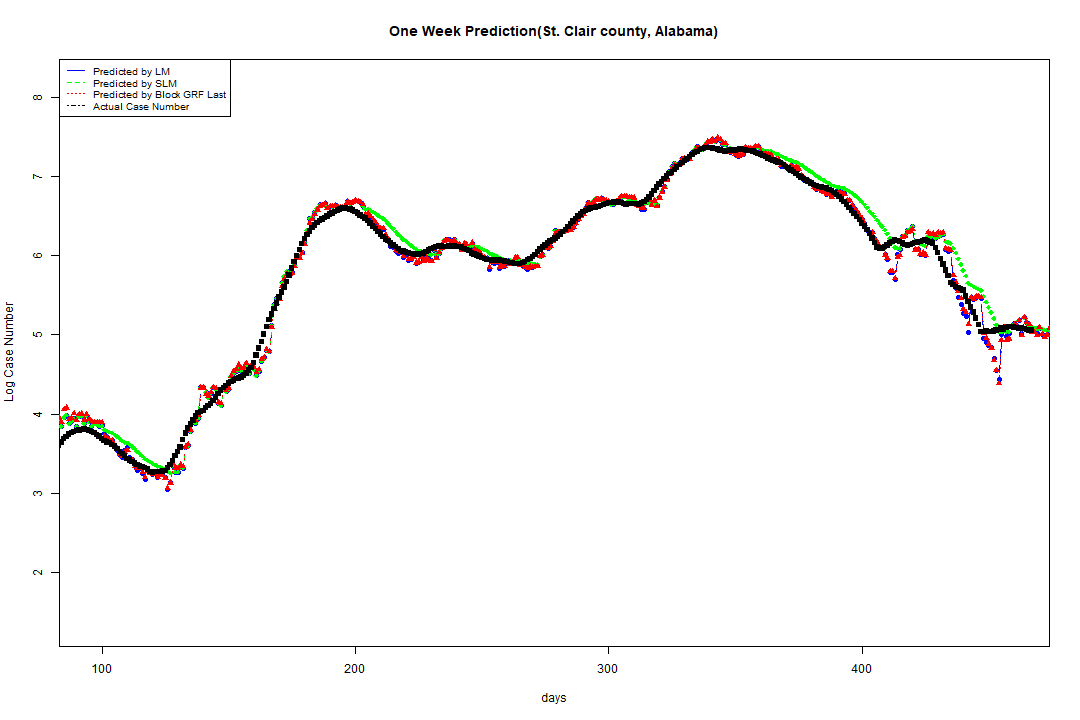 One Week Prediction(St. Clair county, Alabama)
Predicted by LM
Predicted by SLM
Predicted by Block GRF Last
Actual Case Number
8
7
6
5
4
3
2
Log Case Number
100 200 300 400
days